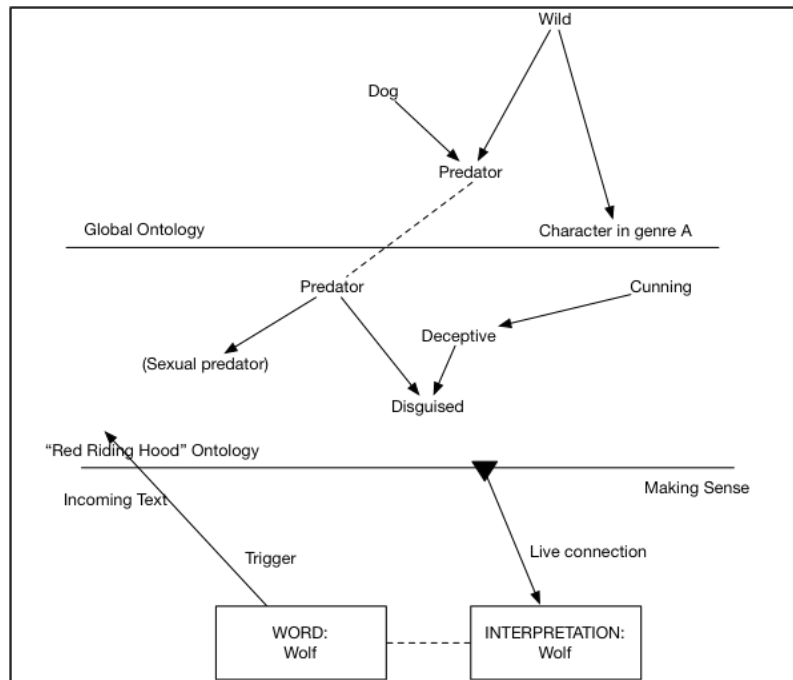 Wild
Dog
Predator
Global Ontology
Character in genre A
Predator
Cunning
Deceptive
(Sexual predator)
Disguised
“Red Riding Hood” Ontology
Making Sense
Incoming Text
Live connection
Trigger
WORD:
Wolf
INTERPRETATION:
Wolf